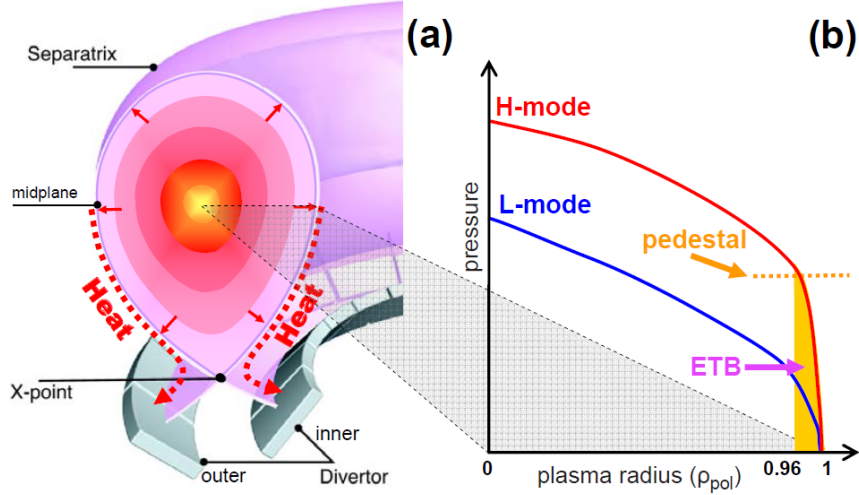 (a)
Separatrix
midplane
Heat
Heat
X-point
inner
outer
Divertor
(b)
H-mode
L-mode
pedestal
ETB
pressure
0
0.96
1
plasma radius (ρpol)